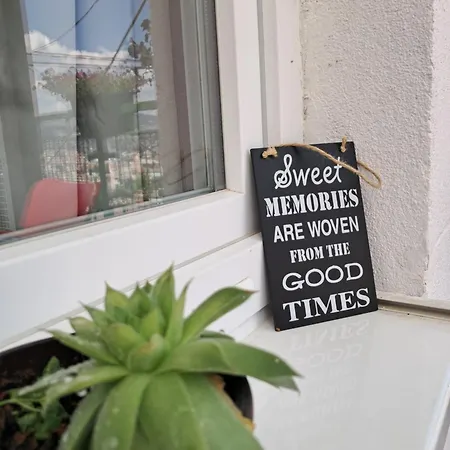 Sweet
MEMORIES
ARE WOVEN
FROM THE
GOOD
TIMES